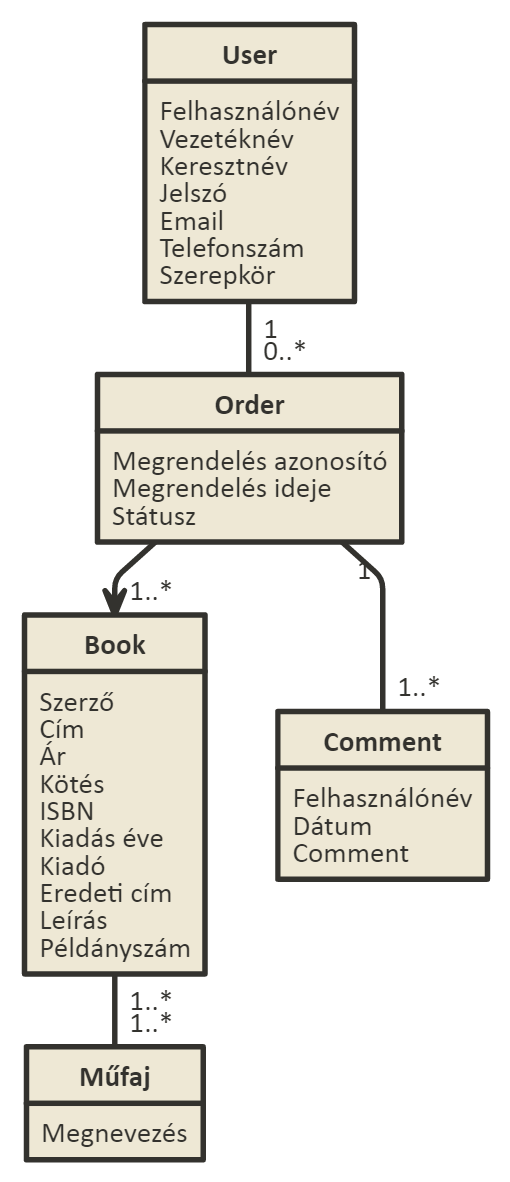 User
Felhasználónév
Vezetéknév
Keresztnév
Jelszó
Email
Telefonszám
Szerepkör
1
0..*
Order
Megrendelés azonosító
Megrendelés ideje
Státusz
1..*
1
Book
Szerző
Cím
Ár
Kötés
ISBN
Kiadás éve
Kiadó
Eredeti cím
Leírás
Példányszám
1..*
Comment
Felhasználónév
Dátum
Comment
1..*
1..*
Műfaj
Megnevezés